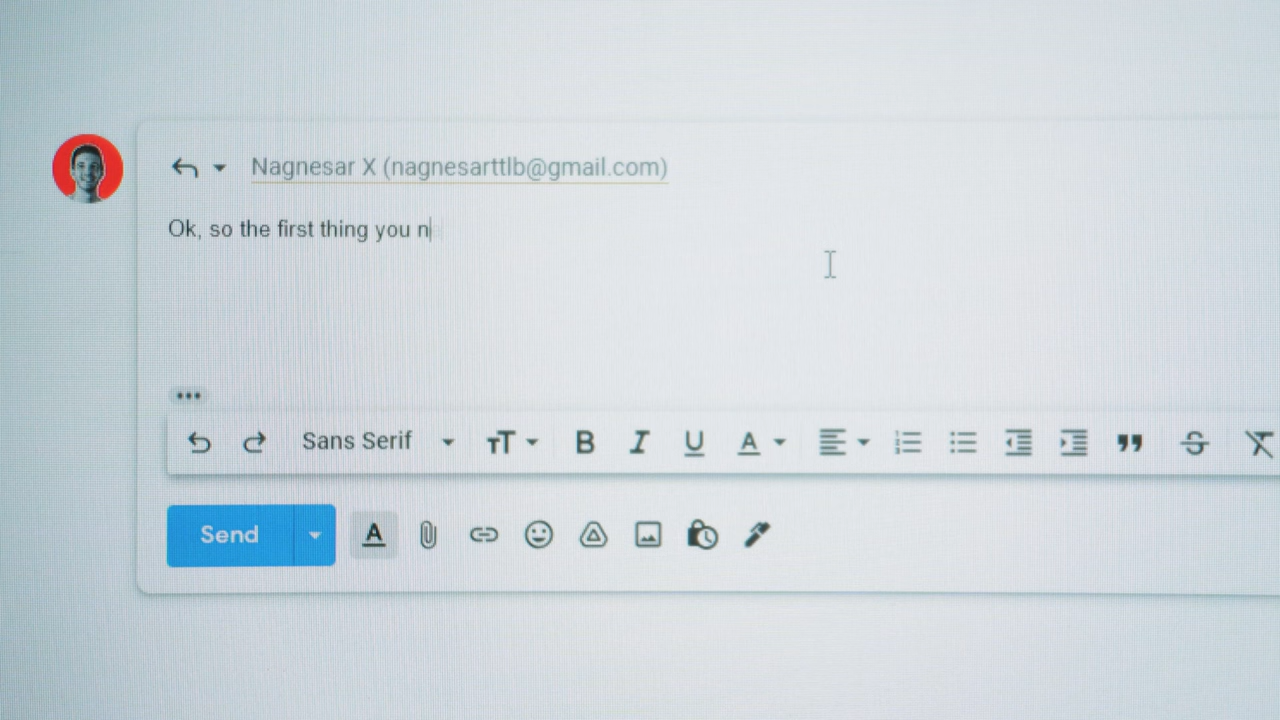 Nagnesar X (nagnesarttlb@gmail.com)
Ok, so the first thing you n
Sans Serif
Send